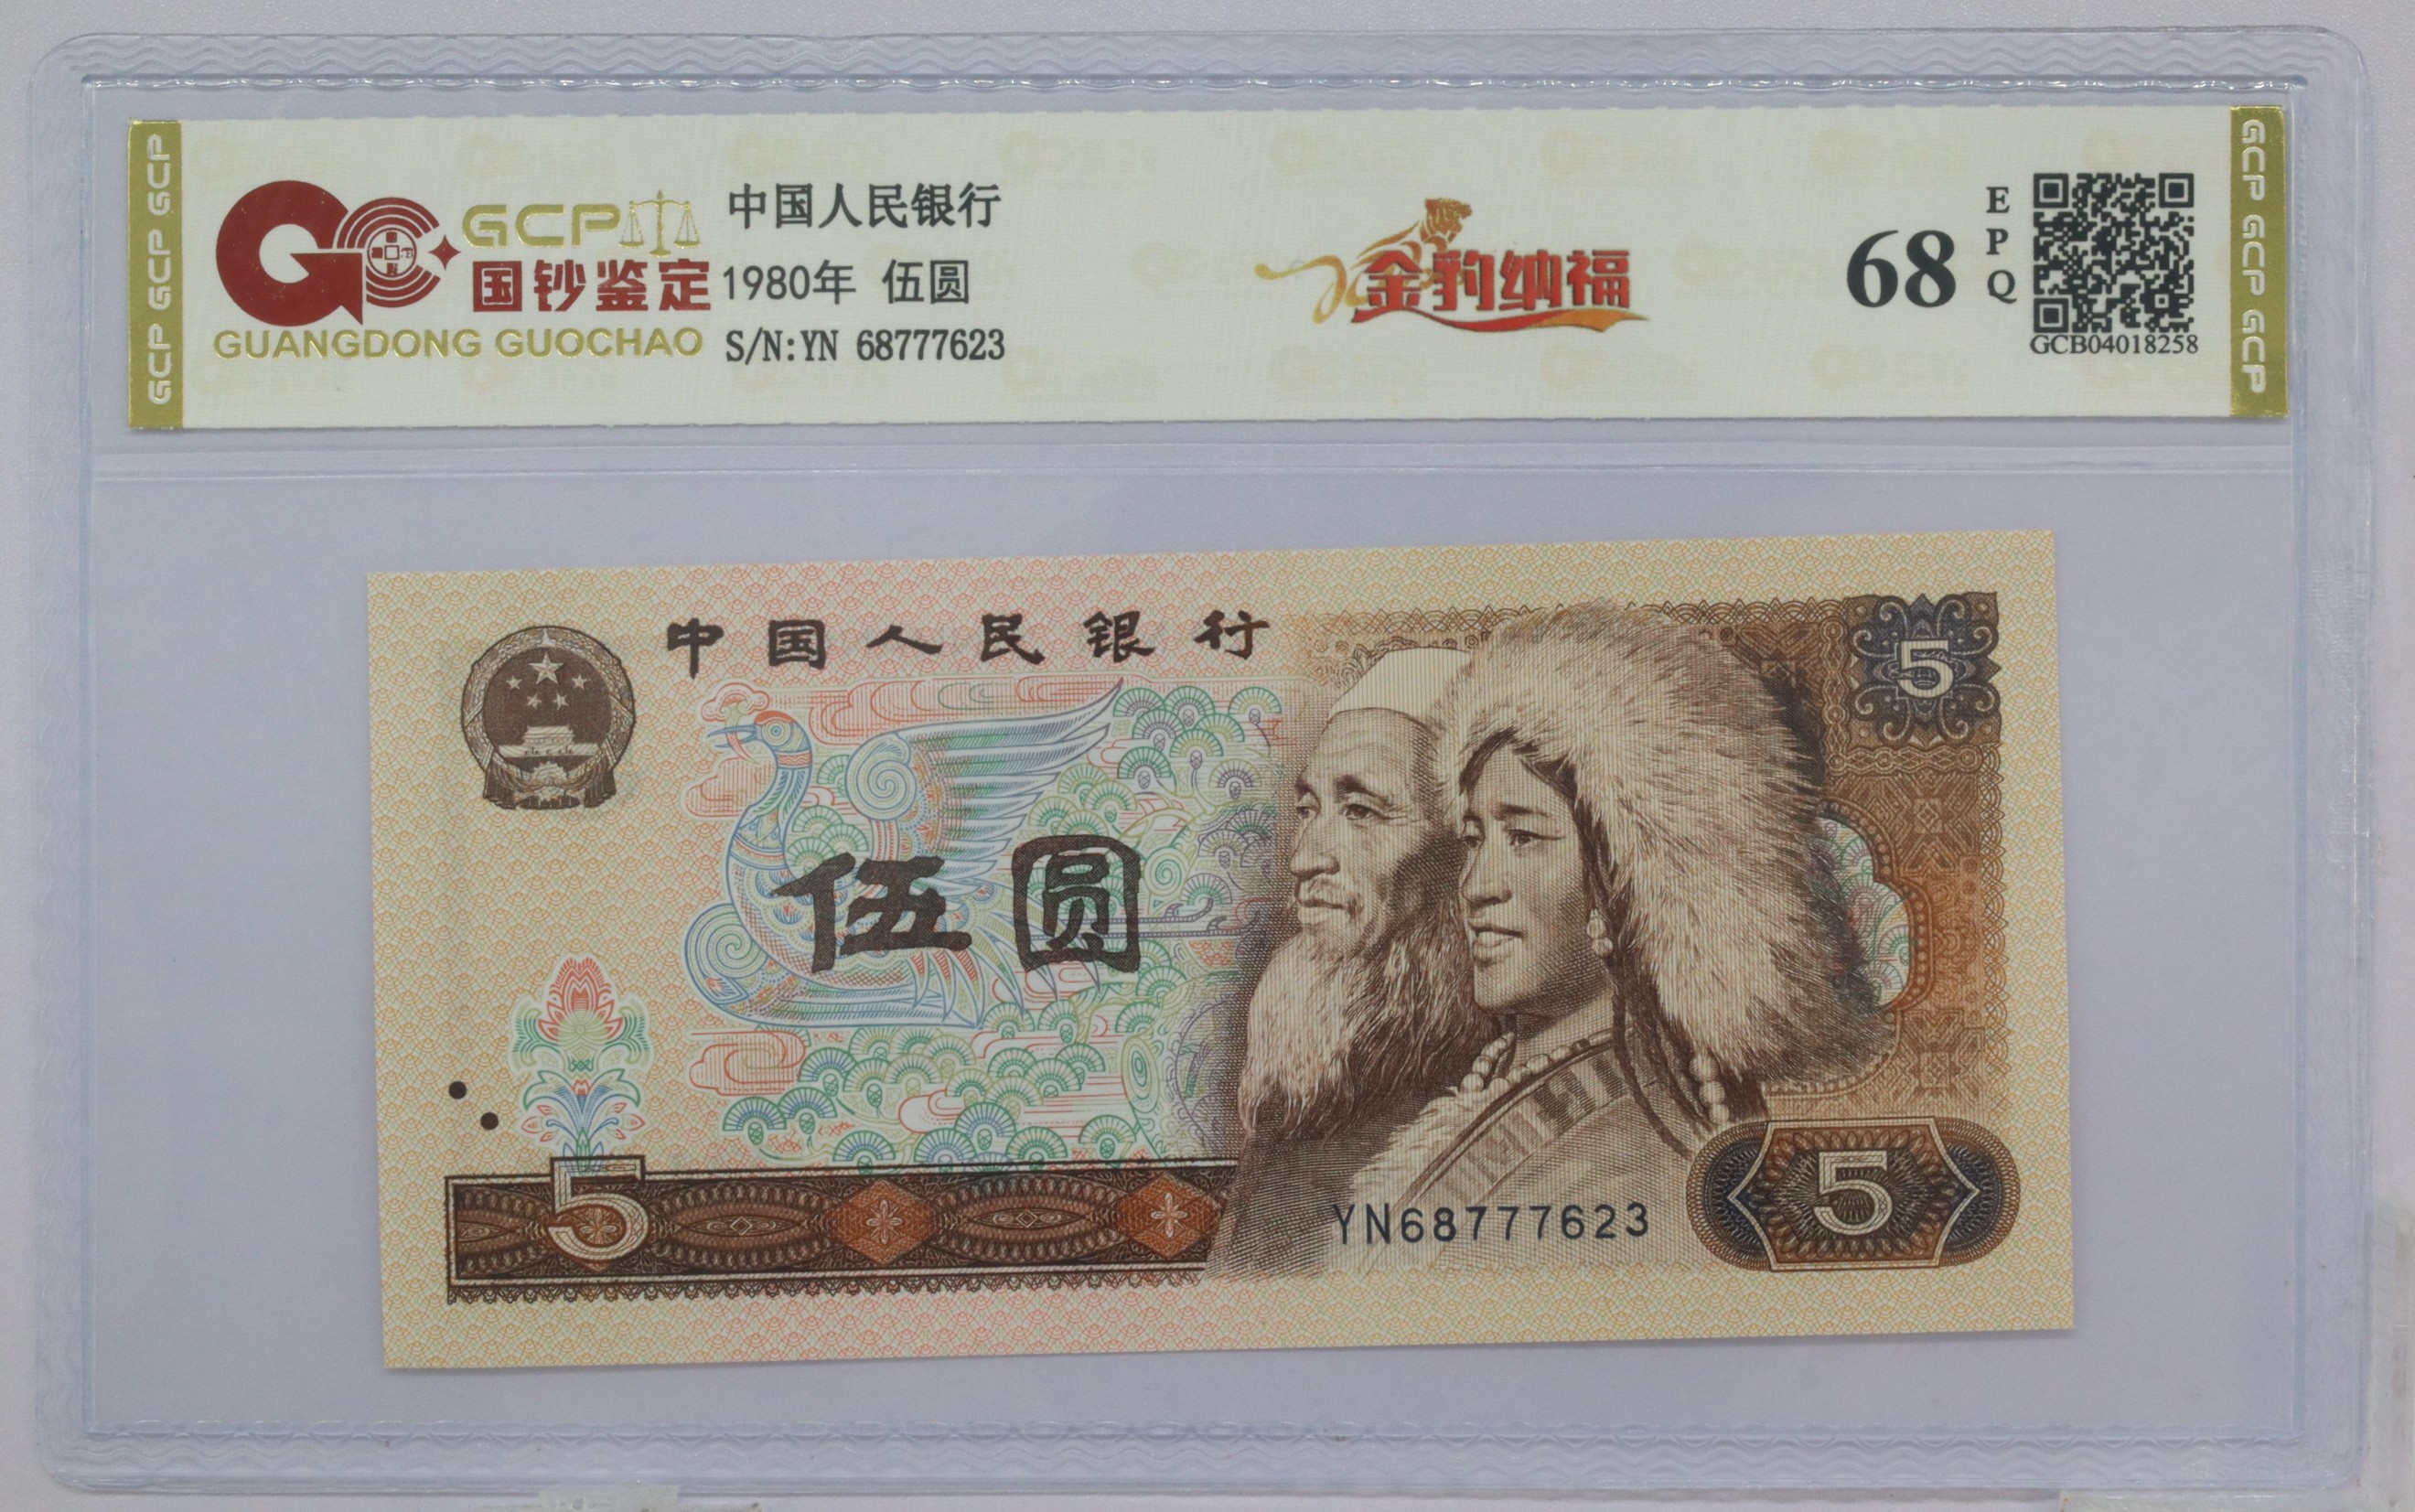 GCP GCP GCP
GCP
国钞鉴定
GUANGDONG GUOCHAO
中国人民银行
1980年 伍圆
S/N:YN 68777623
金豹纳福
68
EPQ
GCB04018258
GCP GCP GCP GCP
中国人民银行
5
伍圆
5
YN68777623
5